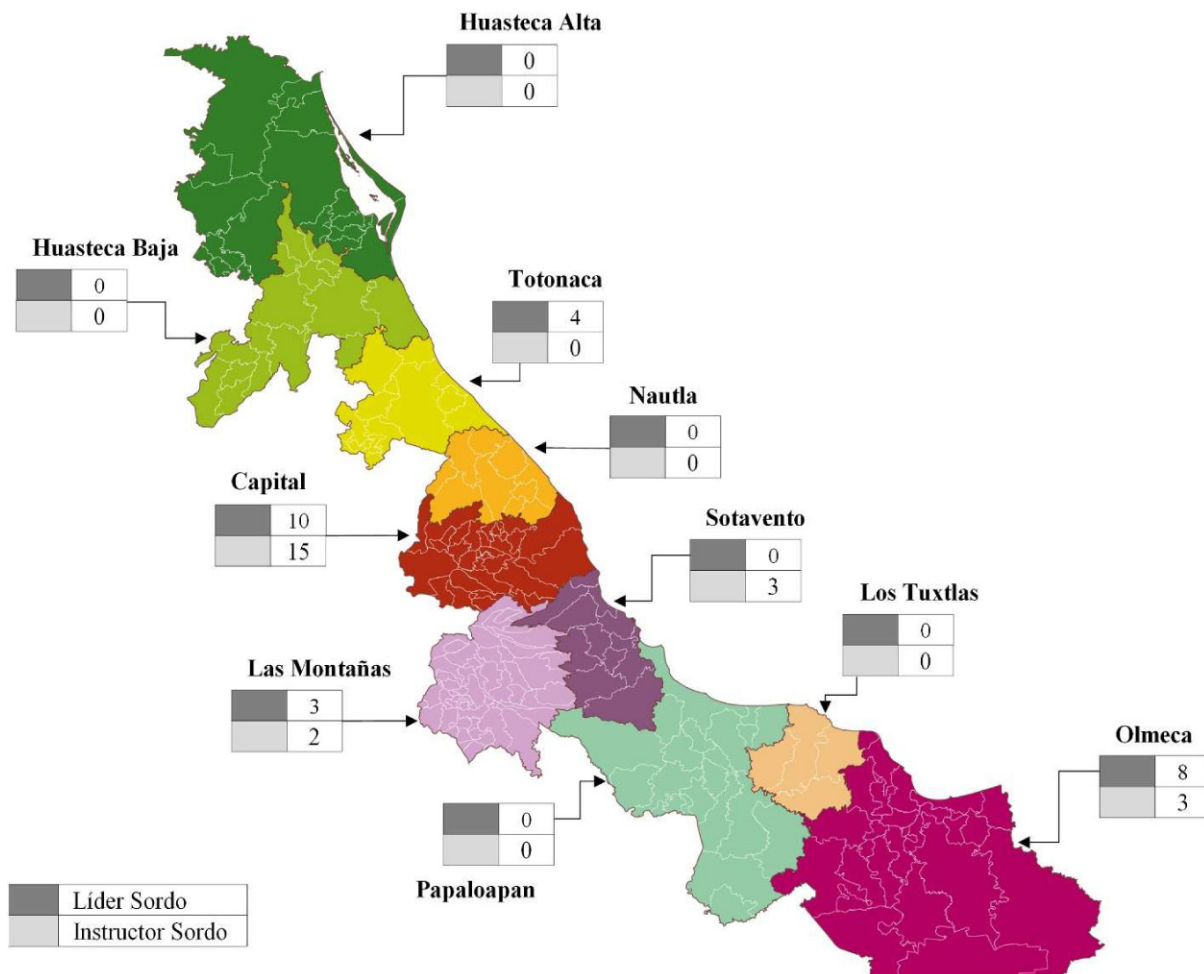 Huasteca Alta
0
0
Huasteca Baja
0
0
Totonaca
4
0
Nautla
0
0
Capital
10
15
Sotavento
0
3
Los Tuxtlas
0
0
Las Montañas
3
2
Olmeca
8
3
0
0
Papaloapan
Líder Sordo
Instructor Sordo